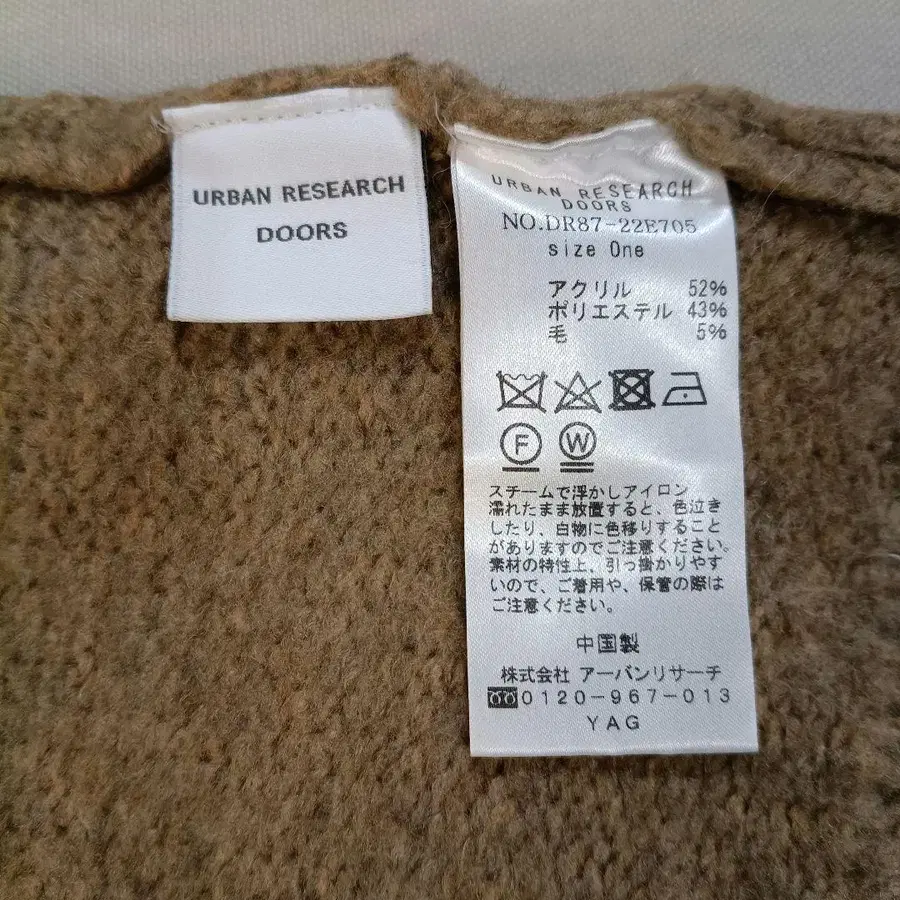 URBAN RESEARCH
DOORS
URBAN RESEARCH
DOORS
NO.DR87-22E705
size One
アクリル 52%
ポリエステル 43%
毛 5%
F W
スチームで浮かしアイロン
濡れたまま放置すると、色泣き
したり、白物に色移りすること
がありますのでご注意ください。
素材の特性上、引っ掛かりやす
いので、ご着用や、保管の際は
ご注意ください。
中国製
株式会社 アーバンリサーチ
0120-967-013
YAG